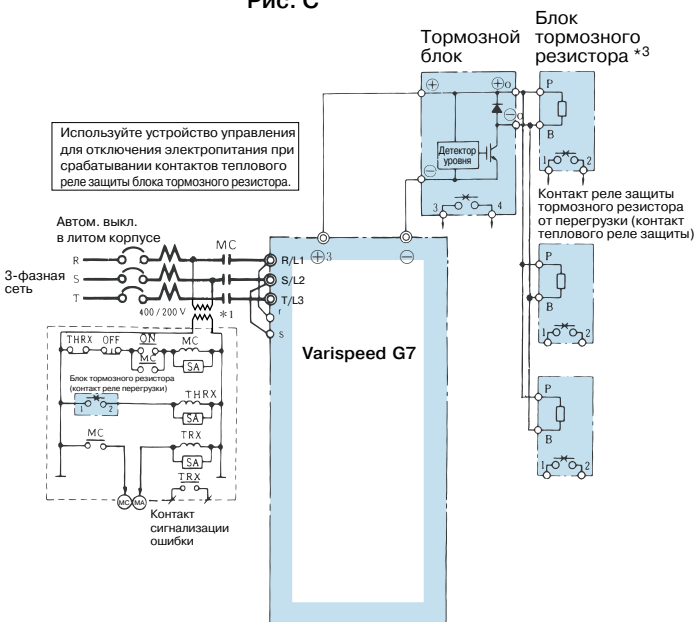 Рис. C
Тормозной
блок
Блок
тормозного
резистора *3
P
B
1
2
Детектор
уровня
3
4
Используйте устройство управления
для отключения электропитания при
срабатывании контактов теплового
реле защиты блока тормозного резистора.
Контакт реле защиты
тормозного резистора
от перегрузки (контакт
теплового реле защиты)
Автом. выкл.
в литом корпусе
MC
3-фазная
сеть
R
S
T
R/L1
S/L2
T/L3
r
s
⊕3
⊖
⊕
⊕0
⊖0
⊖
400/200 V
*1
Varispeed G7
P
B
1
2
THRX
OFF
ON
MC
MC
SA
Блок тормозного резистора
(контакт реле перегрузки)
1
2
THRX
SA
MC
TRX
SA
TRX
MC
MA
Контакт
сигнализации
ошибки
P
B
1
2